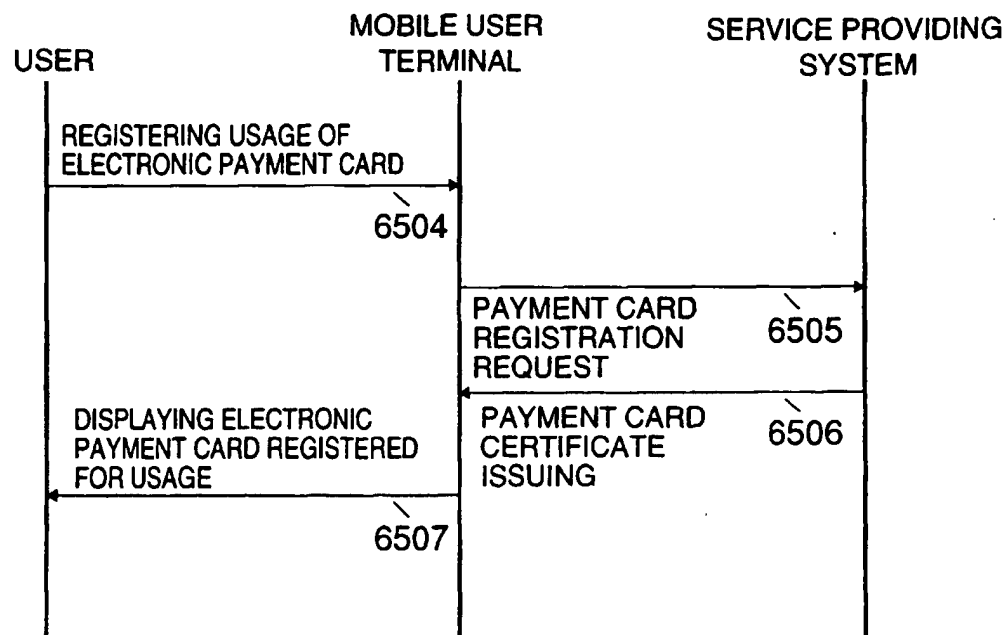 USER
MOBILE USER
TERMINAL
SERVICE PROVIDING
SYSTEM
REGISTERING USAGE OF
ELECTRONIC PAYMENT CARD
6504
PAYMENT CARD
REGISTRATION
REQUEST
6505
PAYMENT CARD
CERTIFICATE
ISSUING
6506
DISPLAYING ELECTRONIC
PAYMENT CARD REGISTERED
FOR USAGE
6507